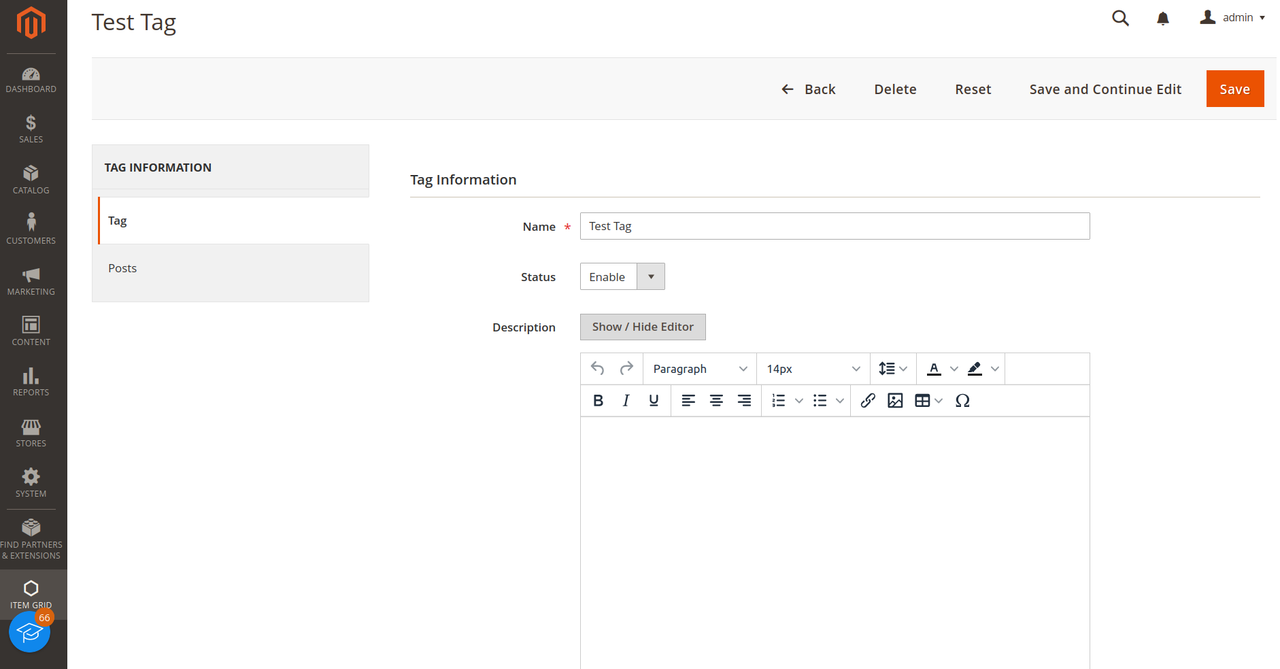 Test Tag
admin
DASHBOARD
SALES
CATALOG
CUSTOMERS
MARKETING
CONTENT
REPORTS
STORES
SYSTEM
FIND PARTNERS
& EXTENSIONS
ITEM GRID
66
Back Delete Reset Save and Continue Edit Save
TAG INFORMATION
Tag
Posts
Tag Information
Name * Test Tag
Status Enable
Description Show / Hide Editor
Paragraph 14px A
B I U Ω